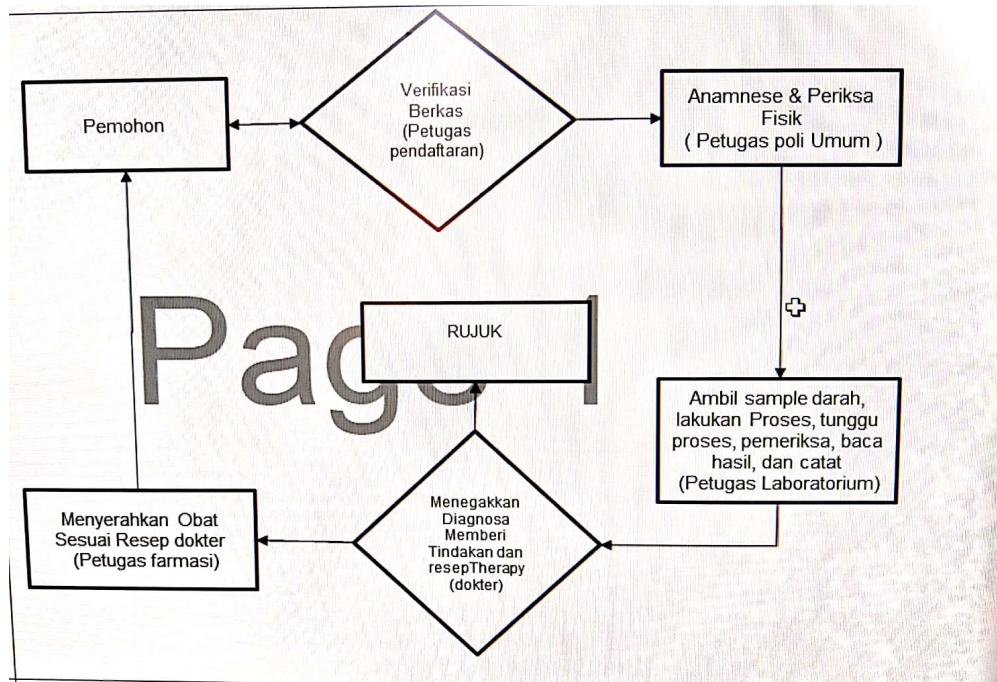 Pemohon
Verifikasi
Berkas
(Petugas
pendaftaran)
Anamnese & Periksa
Fisik
( Petugas poli Umum )
Page 1
RUJUK
Ambil sample darah,
lakukan Proses, tunggu
proses, pemeriksa, baca
hasil, dan catat
(Petugas Laboratorium)
Menegakkan
Diagnosa
Memberi
Tindakan dan
resepTherapy
(dokter)
Menyerahkan Obat
Sesuai Resep dokter
(Petugas farmasi)